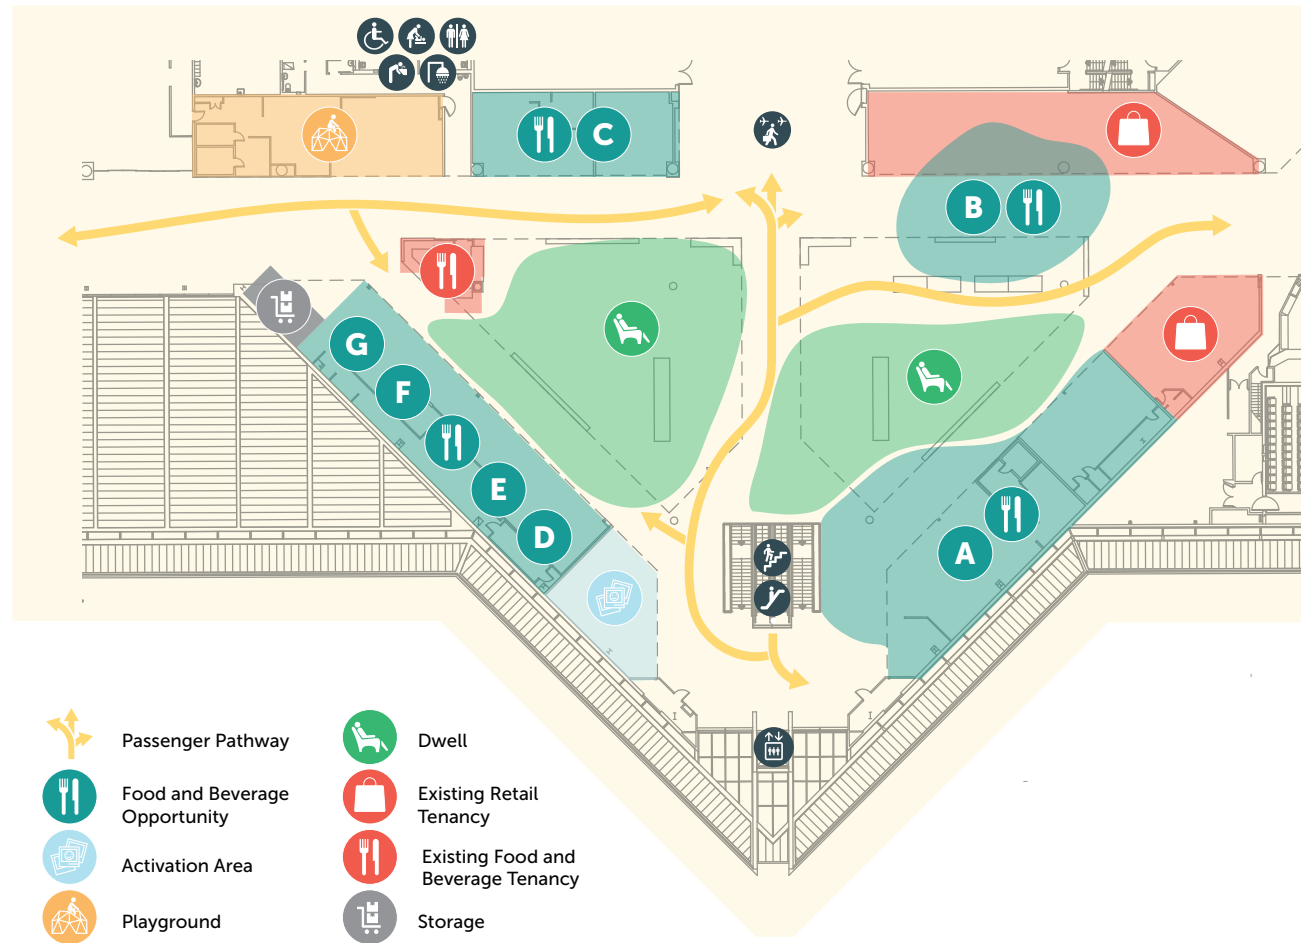 C
B
G
F
E
D
A
Passenger Pathway
Food and Beverage
Opportunity
Activation Area
Playground
Dwell
Existing Retail
Tenancy
Existing Food and
Beverage Tenancy
Storage